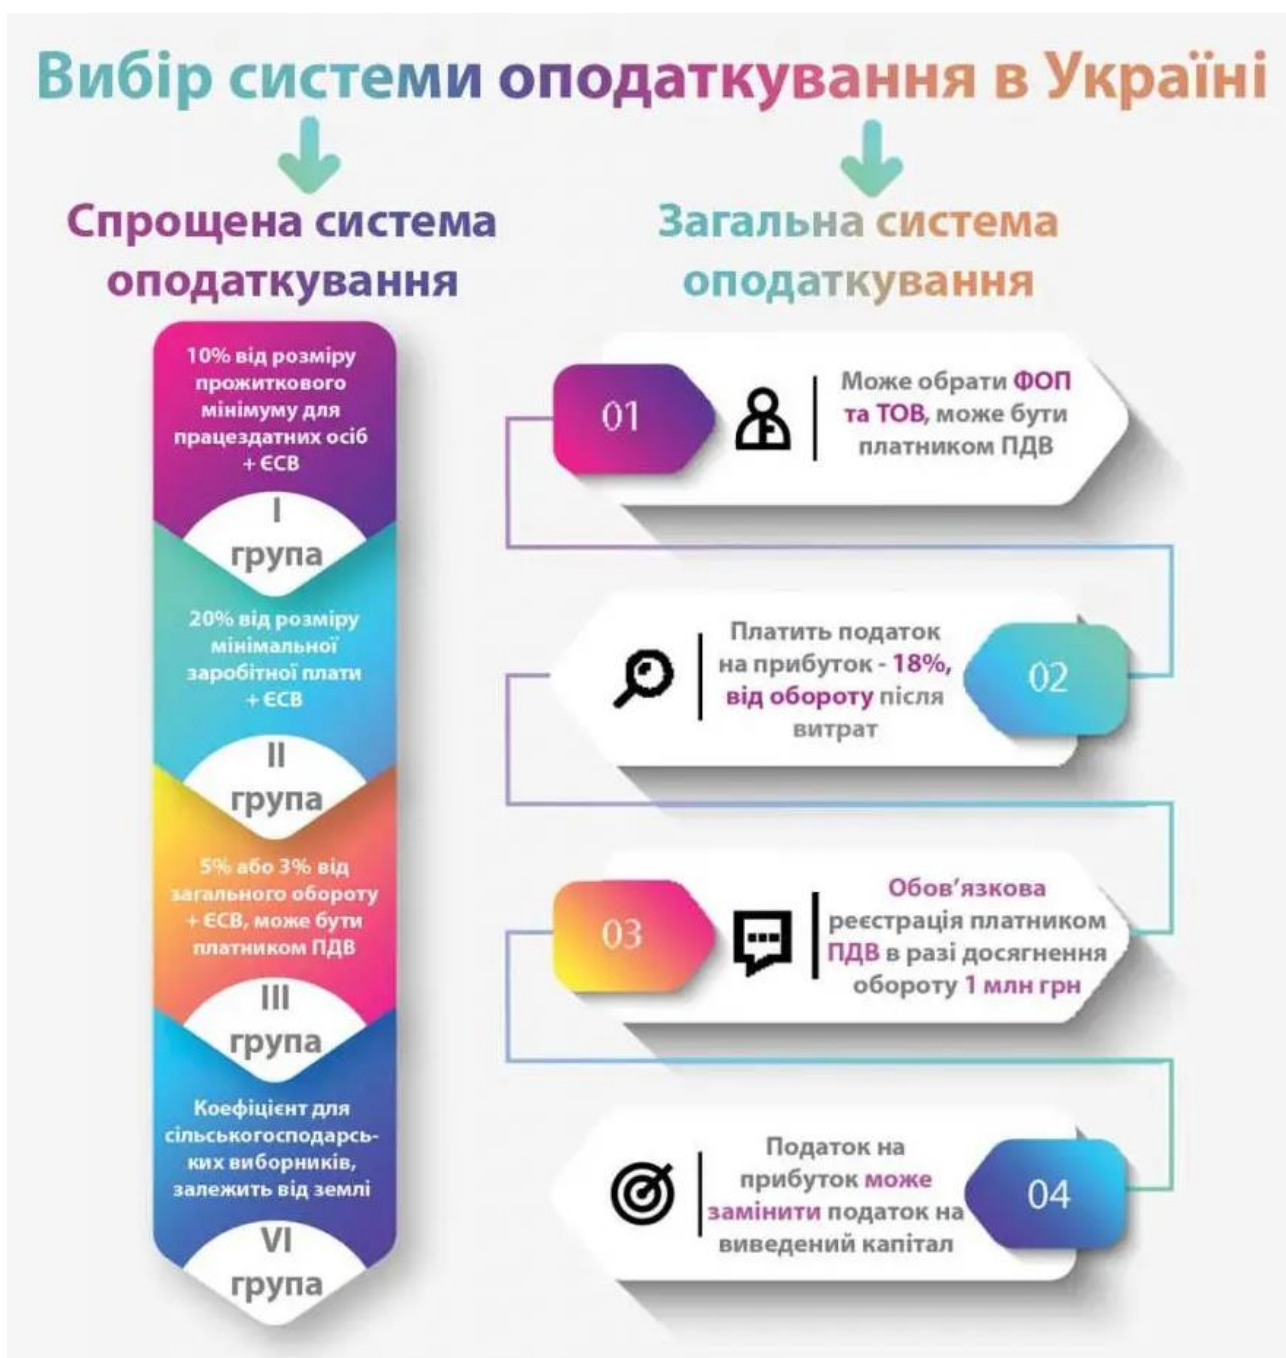 Вибір системи оподаткування в Україні
Спрощена система
оподаткування
10% від розміру
прожиткового
мінімуму для
працездатних осіб
+ ЄСВ
I
група
20% від розміру
мінімальної
заробітної плати
+ ЄСВ
II
група
5% або 3% від
загального обороту
+ ЄСВ, може бути
платником ПДВ
III
група
Коефіцієнт для
сільськогосподарсь-
ких виборників,
залежить від землі
VI
група
Загальна система
оподаткування
01
Може обрати ФОП
та ТОВ, може бути
платником ПДВ
Платить податок
на прибуток - 18%,
від обороту після
витрат
02
03
Обов’язкова
реєстрація платником
ПДВ в разі досягнення
обороту 1 млн грн
Податок на
прибуток може
замінити податок на
виведений капітал
04